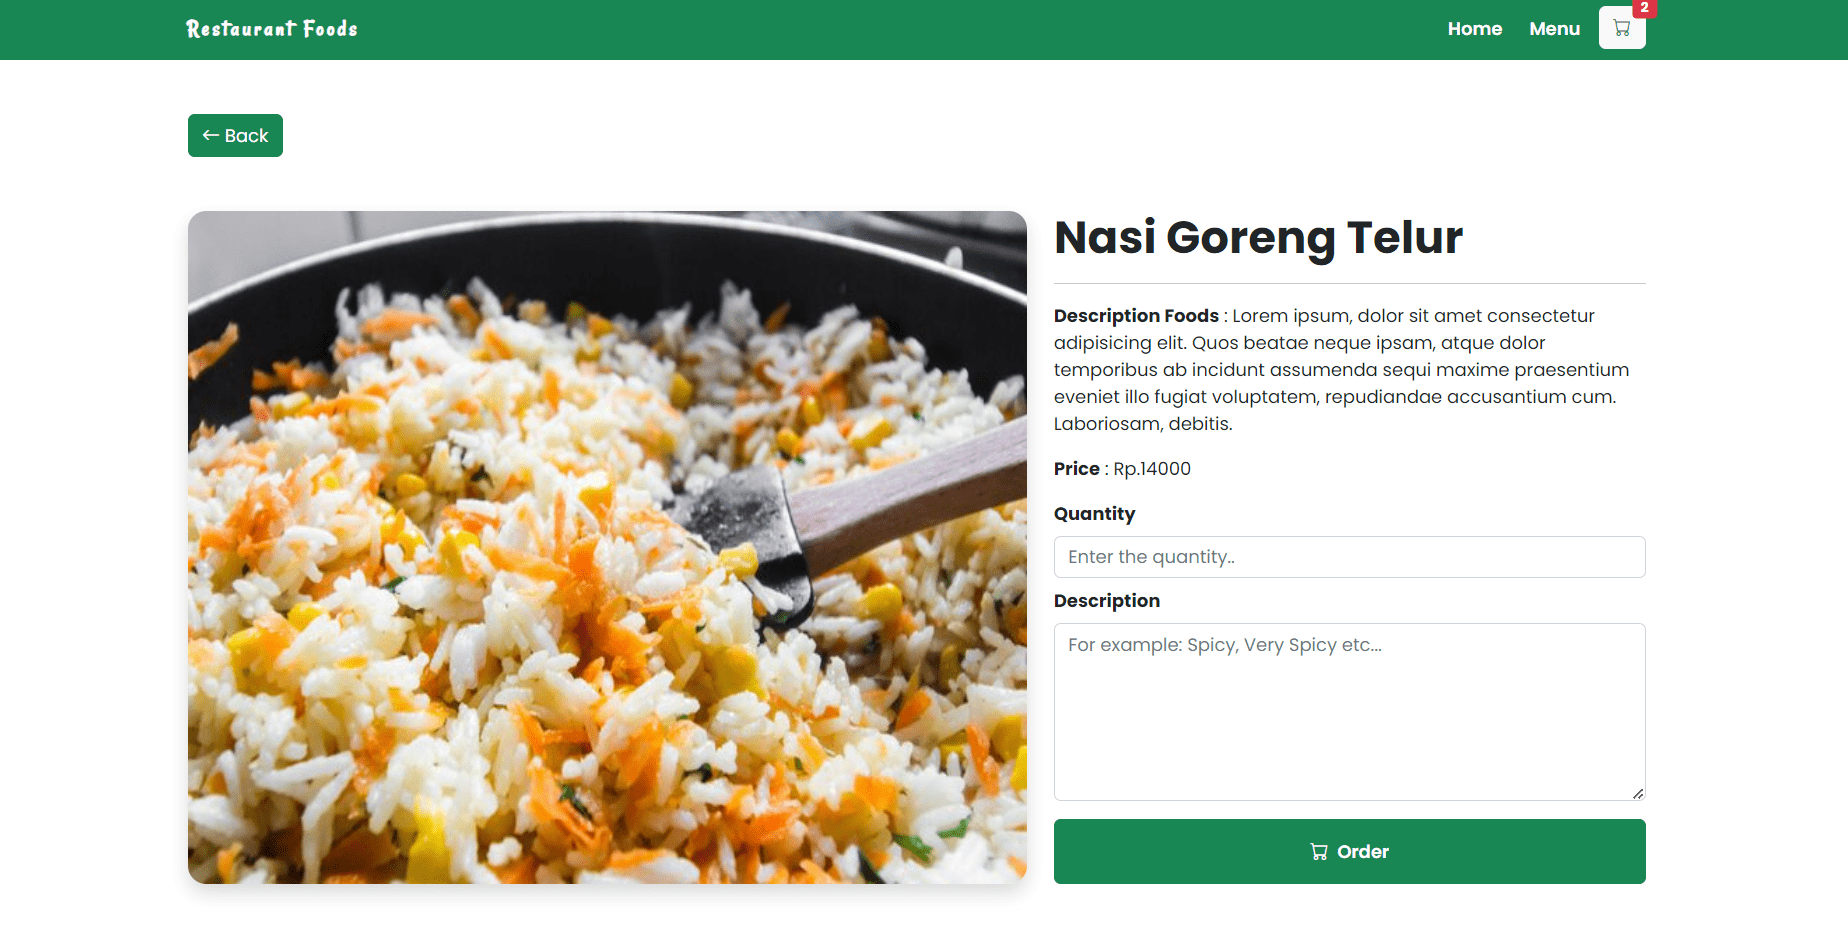 Restaurant Foods
Home Menu 2
Back
Nasi Goreng Telur
Description Foods : Lorem ipsum, dolor sit amet consectetur
adipisicing elit. Quos beatae neque ipsam, atque dolor
temporibus ab incidunt assumenda sequi maxime praesentium
eveniet illo fugiat voluptatem, repudiandae accusantium cum.
Laboriosam, debitis.
Price : Rp.14000
Quantity
Enter the quantity..
Description
For example: Spicy, Very Spicy etc...
Order